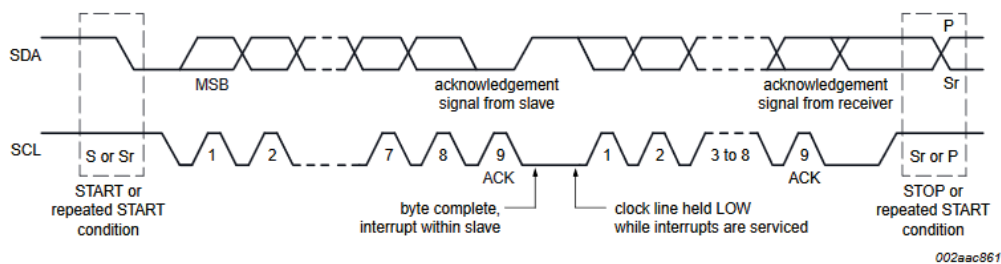 P
SDA
MSB
acknowledgement
signal from slave
acknowledgement
signal from receiver
Sr
SCL
S or Sr
1
2
7
8
9
1
2
3 to 8
9
Sr or P
ACK
ACK
START or
repeated START
condition
byte complete,
interrupt within slave
clock line held LOW
while interrupts are serviced
STOP or
repeated START
condition
002aac861